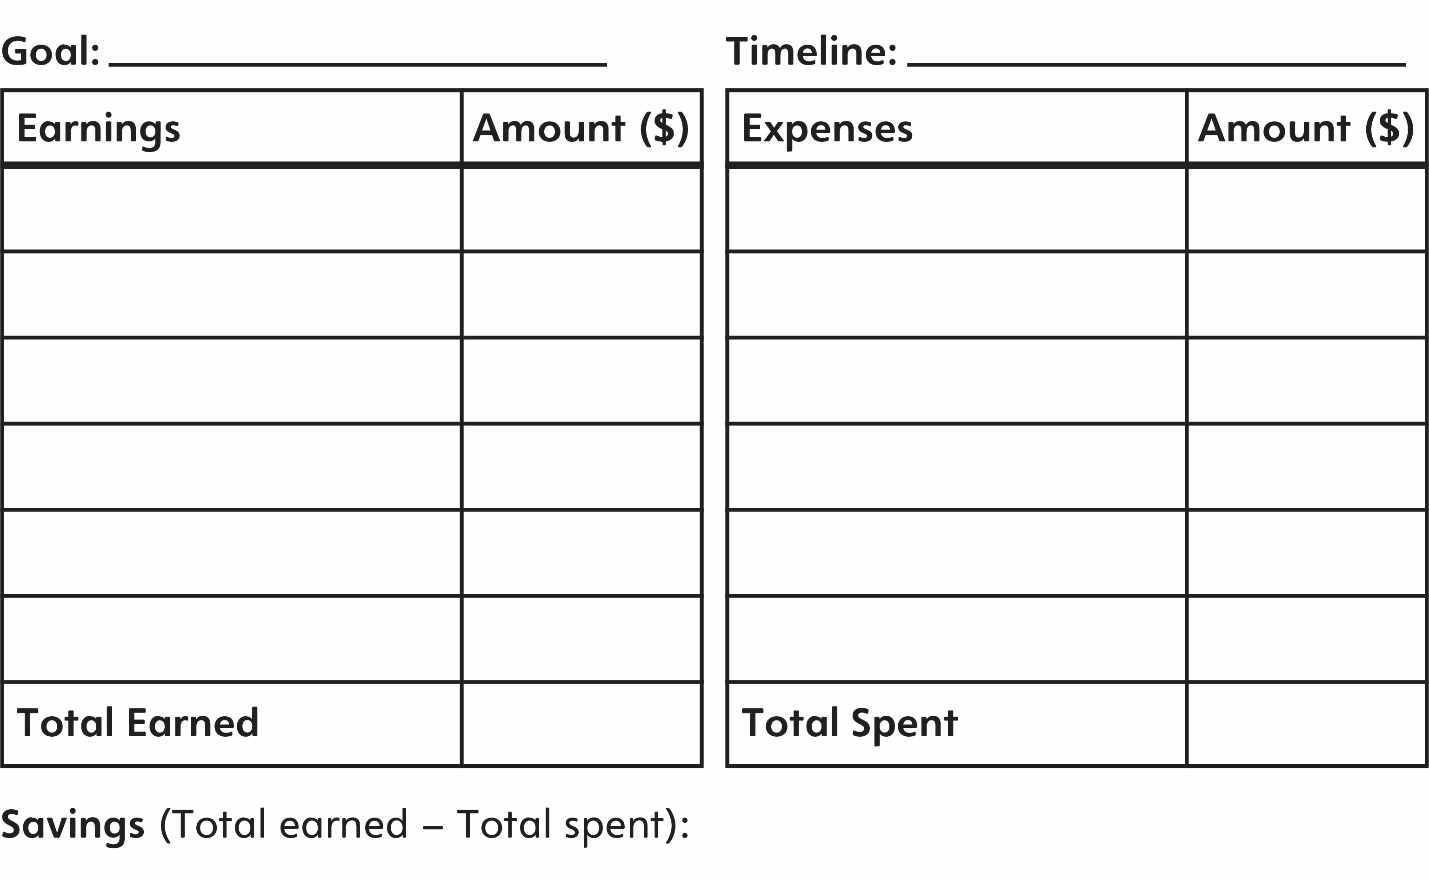 Goal: Timeline:
Earnings Amount ($) Expenses Amount ($)
Total Earned Total Spent
Savings (Total earned – Total spent):